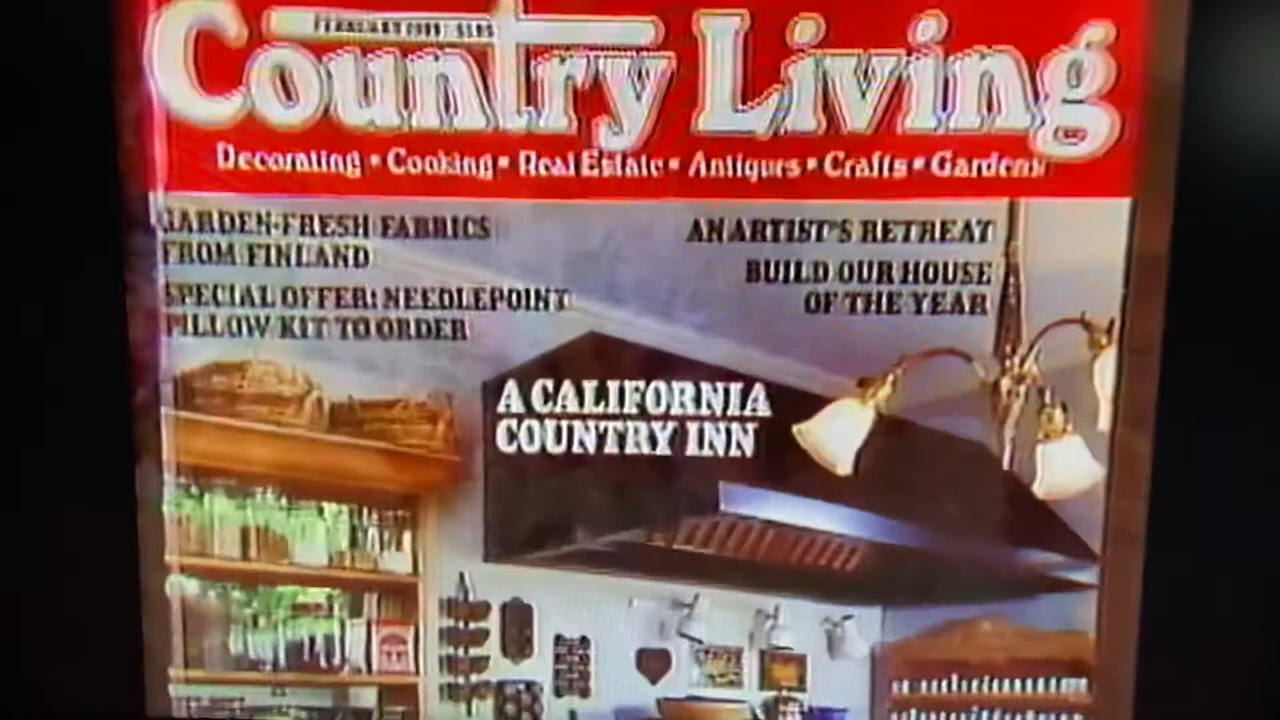 Country Living
Decorating • Cooking • Real Estate • Antiques • Crafts • Gardens
GARDEN-FRESH FABRICS
FROM FINLAND
SPECIAL OFFER: NEEDLEPOINT
PILLOW KIT TO ORDER
AN ARTIST'S RETREAT
BUILD OUR HOUSE
OF THE YEAR
A CALIFORNIA
COUNTRY INN